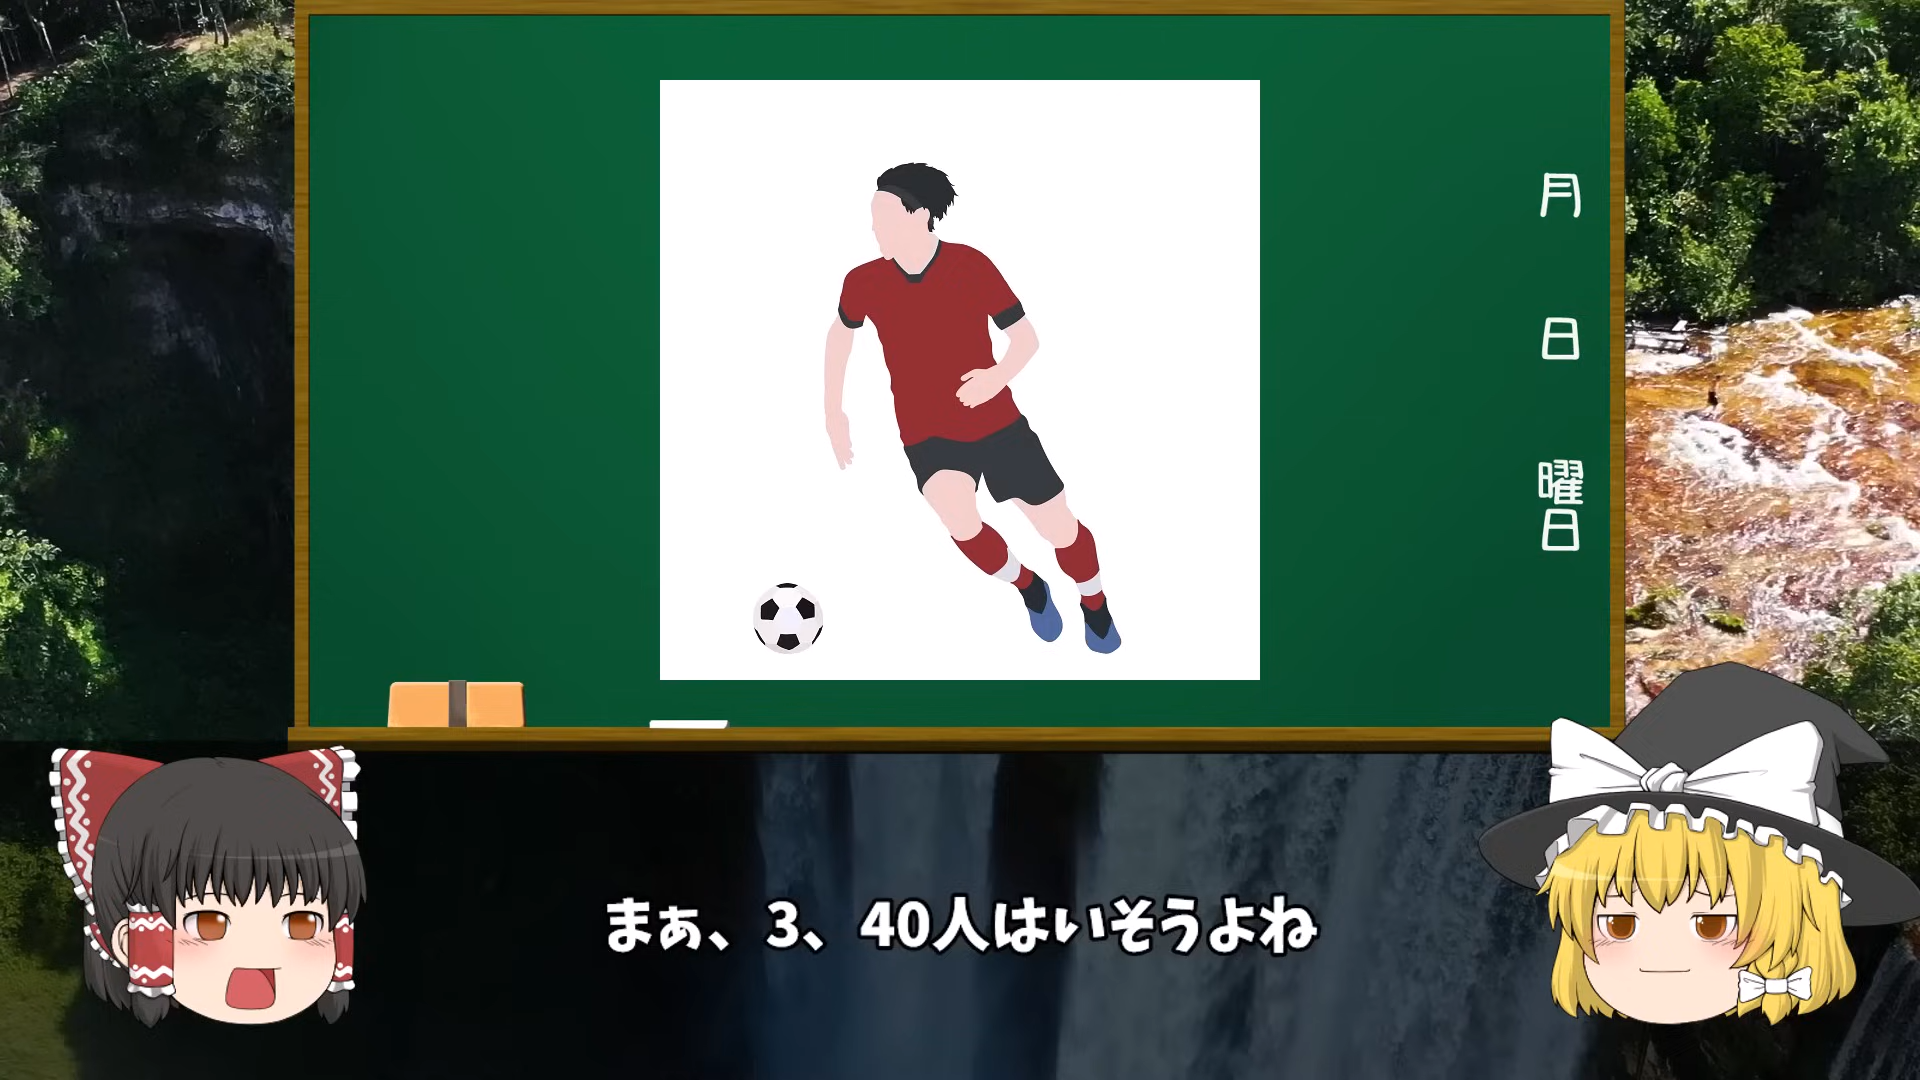 月
日
曜
日
まぁ、3、40人はいそうよね